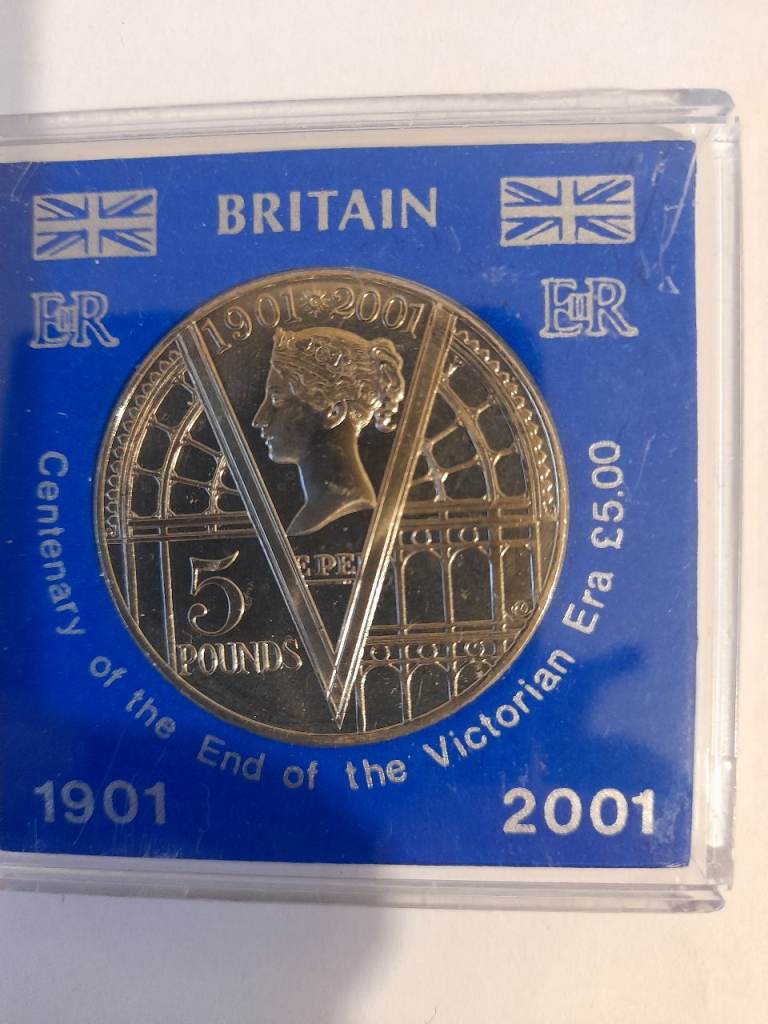 BRITAIN
EIIR
EIIR
1901 2001
5
POUNDS
Centenary of the End of the Victorian Era £5.00
1901
2001